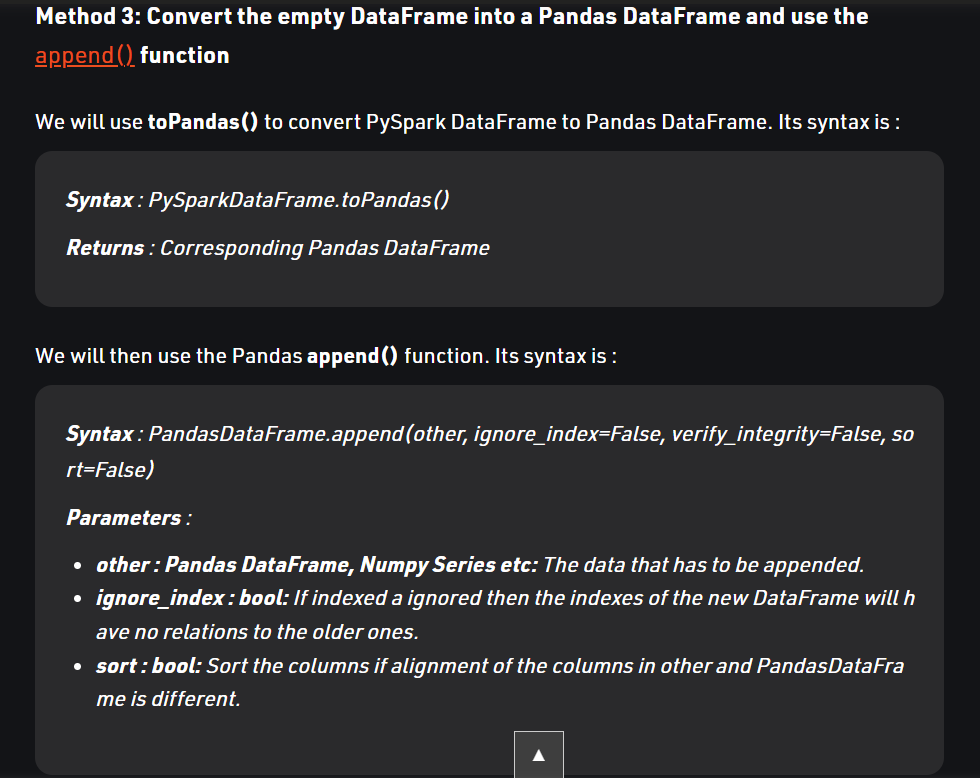 Method 3: Convert the empty DataFrame into a Pandas DataFrame and use the
append() function
We will use toPandas() to convert PySpark DataFrame to Pandas DataFrame. Its syntax is :
Syntax : PySparkDataFrame.toPandas()
Returns : Corresponding Pandas DataFrame
We will then use the Pandas append() function. Its syntax is :
Syntax : PandasDataFrame.append(other, ignore_index=False, verify_integrity=False, so
rt=False)
Parameters :
• other : Pandas DataFrame, Numpy Series etc: The data that has to be appended.
• ignore_index : bool: If indexed a ignored then the indexes of the new DataFrame will h
ave no relations to the older ones.
• sort : bool: Sort the columns if alignment of the columns in other and PandasDataFra
me is different.